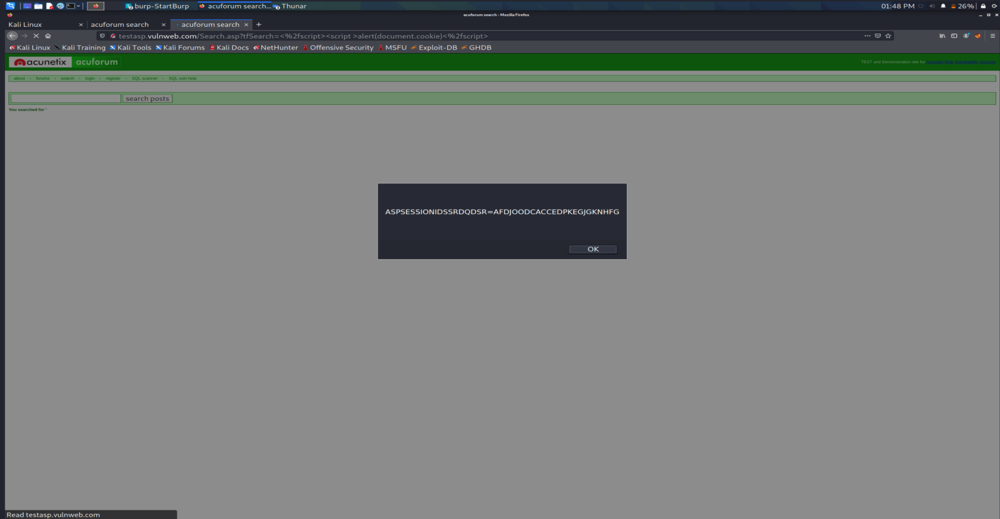 burp-StartBurp acuforum search... Thunar 01:48 PM 26%
acuforum search - Mozilla Firefox
Kali Linux × acuforum search × acuforum search × +
testasp.vulnweb.com/Search.asp?tfSearch=<%2fscript><script >alert(document.cookie)<%2fscript>
Kali Linux Kali Training Kali Tools Kali Forums Kali Docs NetHunter Offensive Security MSFU Exploit-DB GHDB
acunetix acuforum TEST and Demonstration site for Acunetix Web Vulnerability Scanner
about - forums - search - login - register - SQL scanner - SQL vuln help
search posts
You searched for '
ASPSESSIONIDSSRDQDSR=AFDJOODCACCEDPKEGJGKNHFG
OK
Read testasp.vulnweb.com